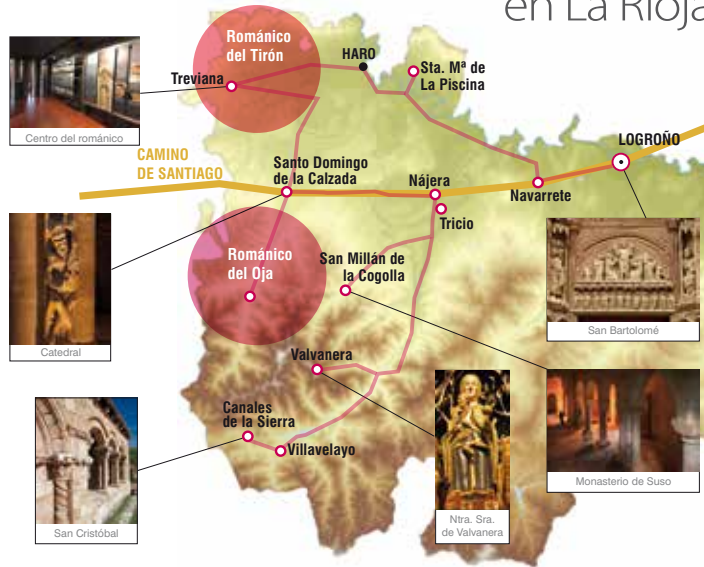 en La Rioja
Románico
del Tirón
HARO
Treviana
Sta. Mª de
La Piscina
Centro del románico
CAMINO
DE SANTIAGO
Santo Domingo
de la Calzada
Nájera
LOGROÑO
Navarrete
Tricio
Románico
del Oja
San Millán de
la Cogolla
San Bartolomé
Catedral
Valvanera
Canales
de la Sierra
Villavelayo
Monasterio de Suso
Ntra. Sra.
de Valvanera
San Cristóbal